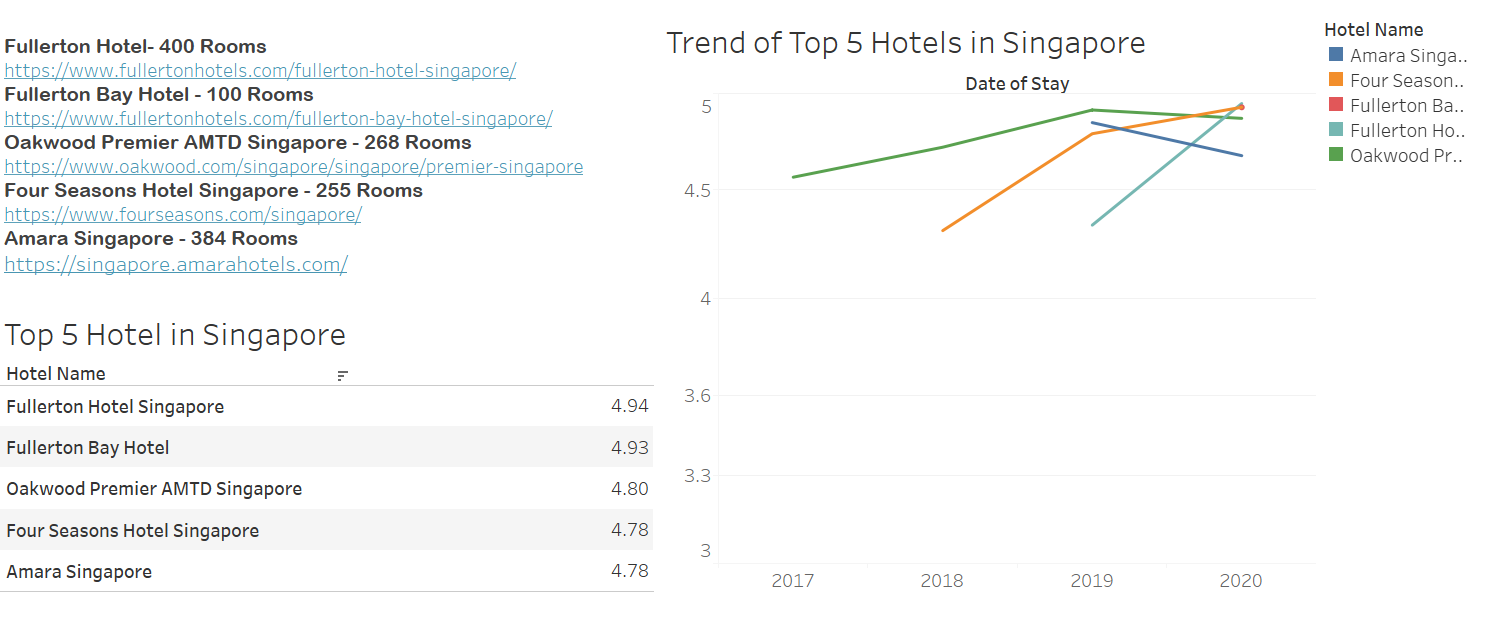 Fullerton Hotel- 400 Rooms
https://www.fullertonhotels.com/fullerton-hotel-singapore/
Fullerton Bay Hotel - 100 Rooms
https://www.fullertonhotels.com/fullerton-bay-hotel-singapore/
Oakwood Premier AMTD Singapore - 268 Rooms
https://www.oakwood.com/singapore/singapore/premier-singapore
Four Seasons Hotel Singapore - 255 Rooms
https://www.fourseasons.com/singapore/
Amara Singapore - 384 Rooms
https://singapore.amarahotels.com/
Top 5 Hotel in Singapore
Hotel Name
Fullerton Hotel Singapore 4.94
Fullerton Bay Hotel 4.93
Oakwood Premier AMTD Singapore 4.80
Four Seasons Hotel Singapore 4.78
Amara Singapore 4.78
Trend of Top 5 Hotels in Singapore
Date of Stay
5
4.5
4
3.6
3.3
3
2017 2018 2019 2020
Hotel Name
Amara Singa..
Four Season..
Fullerton Ba..
Fullerton Ho..
Oakwood Pr..